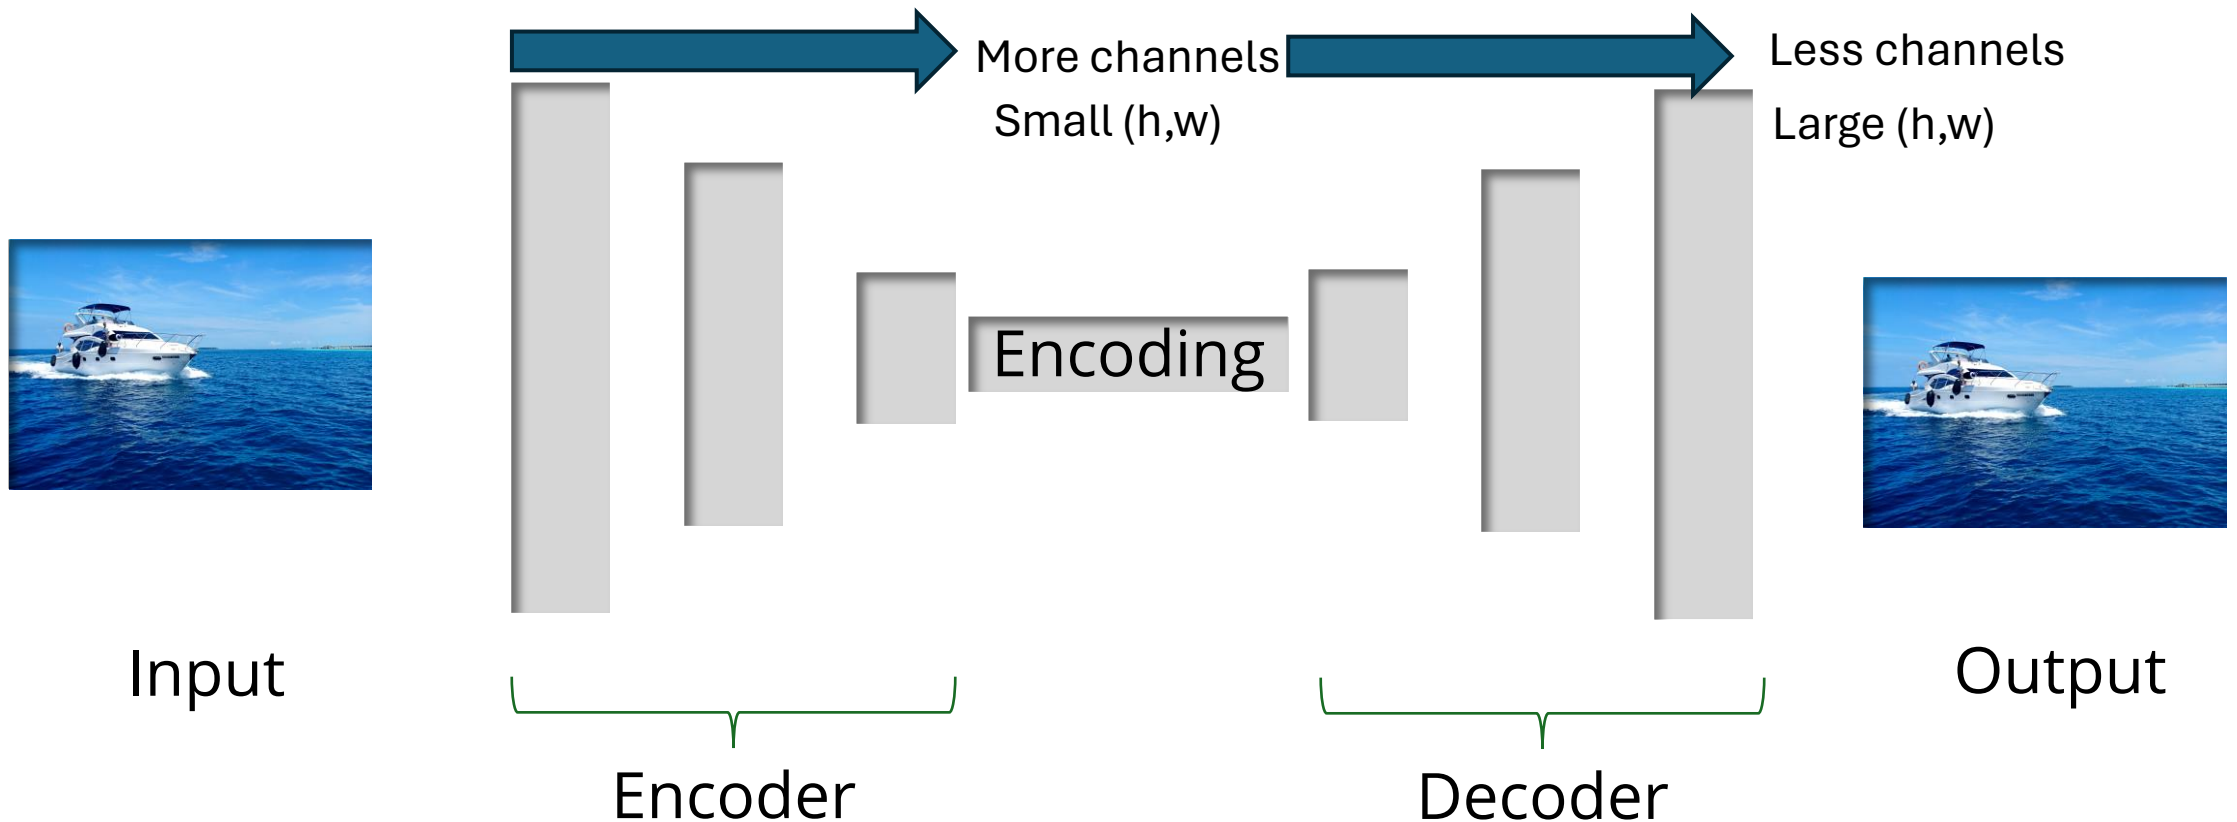 More channels
Small (h,w)
Less channels
Large (h,w)
Encoding
Input
Output
Encoder
Decoder